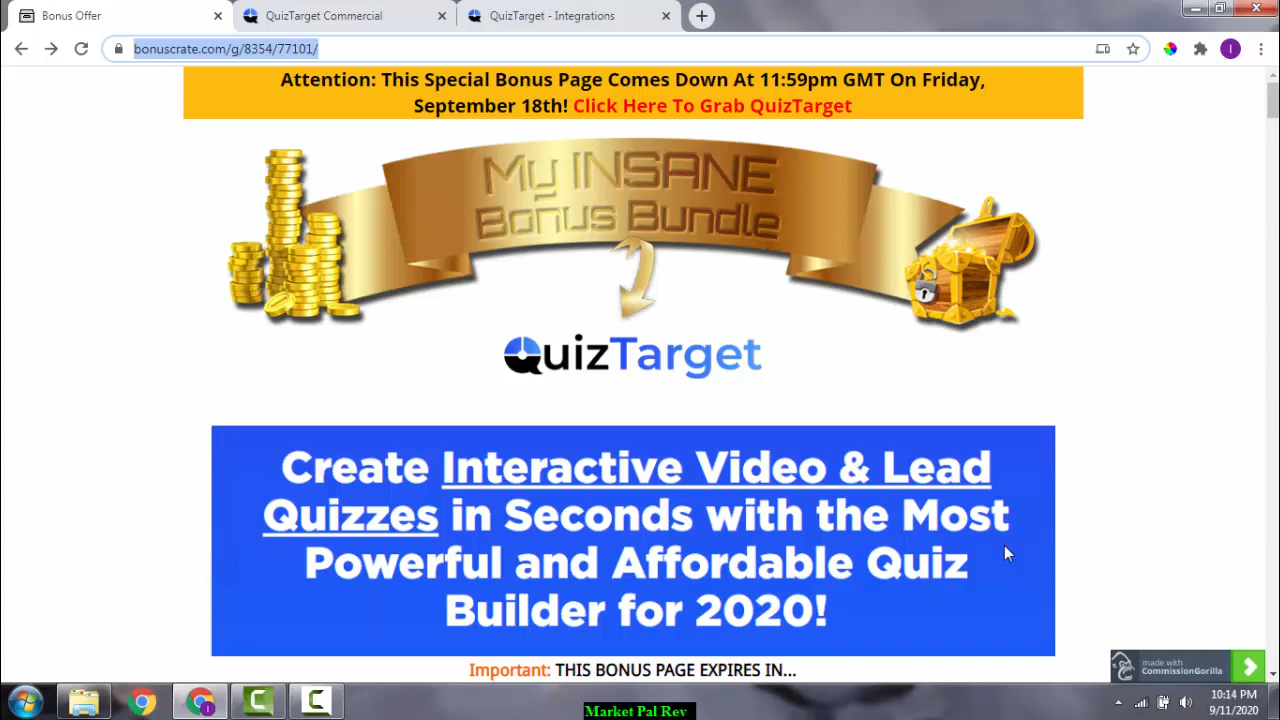 Bonus Offer
QuizTarget Commercial
QuizTarget - Integrations
bonuscrate.com/g/8354/77101/
Attention: This Special Bonus Page Comes Down At 11:59pm GMT On Friday,
September 18th! Click Here To Grab QuizTarget
My INSANE
Bonus Bundle
QuizTarget
Create Interactive Video & Lead
Quizzes in Seconds with the Most
Powerful and Affordable Quiz
Builder for 2020!
Important: THIS BONUS PAGE EXPIRES IN...
made with
CommissionGorilla
10:14 PM
9/11/2020
Market Pal Rev